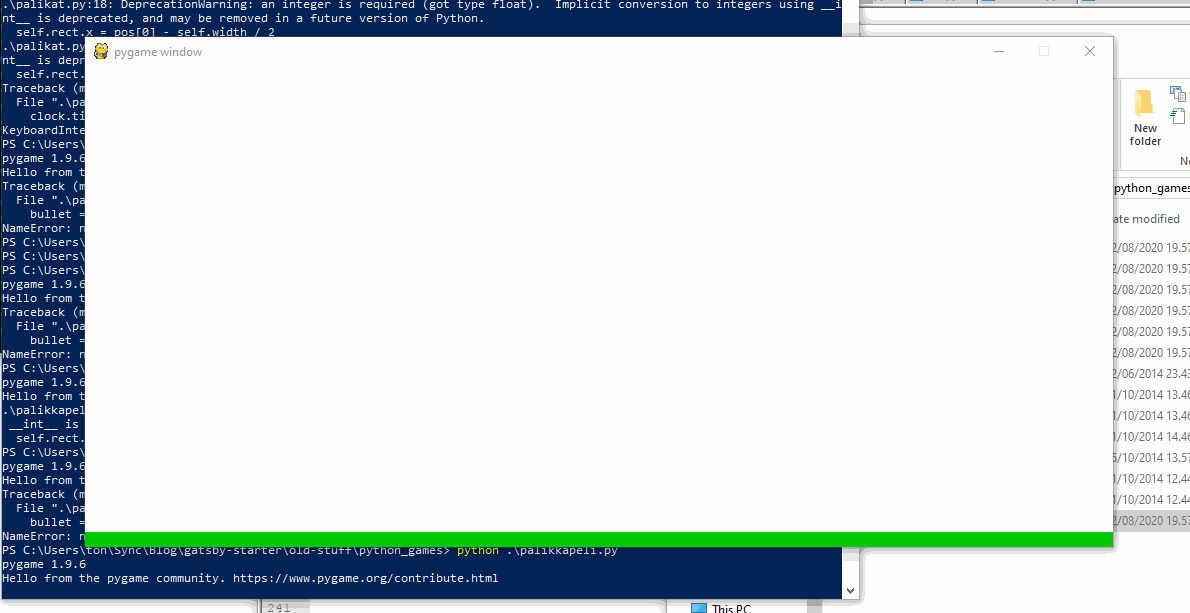 .\palikat.py:18: DeprecationWarning: an integer is required (got type float).  Implicit conversion to integers using __i
nt__ is deprecated, and may be removed in a future version of Python.
  self.rect.x = pos[0] - self.width / 2
.\palikat.py
pygame window
nt__ is depr
  self.rect.
Traceback (m
  File ".\pa
    clock.ti
KeyboardInte
PS C:\Users\
pygame 1.9.6
Hello from t
Traceback (m
  File ".\pa
    bullet =
NameError: n
PS C:\Users\
PS C:\Users\
PS C:\Users\
pygame 1.9.6
Hello from t
Traceback (m
  File ".\pa
    bullet =
NameError: n
PS C:\Users\
pygame 1.9.6
Hello from t
.\palikkapel
 __int__ is
  self.rect.
PS C:\Users\
pygame 1.9.6
Hello from t
Traceback (m
  File ".\pa
    bullet =
NameError: n
PS C:\Users\ton\Sync\Blog\gatsby-starter\old-stuff\python_games> python .\palikkapeli.py
pygame 1.9.6
Hello from the pygame community. https://www.pygame.org/contribute.html
New
folder
python_games
ate modified
2/08/2020 19.57
2/08/2020 19.57
2/08/2020 19.57
2/08/2020 19.57
2/08/2020 19.57
2/08/2020 19.57
2/06/2014 23.43
1/10/2014 13.46
1/10/2014 13.46
1/10/2014 14.46
5/10/2014 13.57
1/10/2014 12.44
1/10/2014 12.44
2/08/2020 19.57
241
This PC